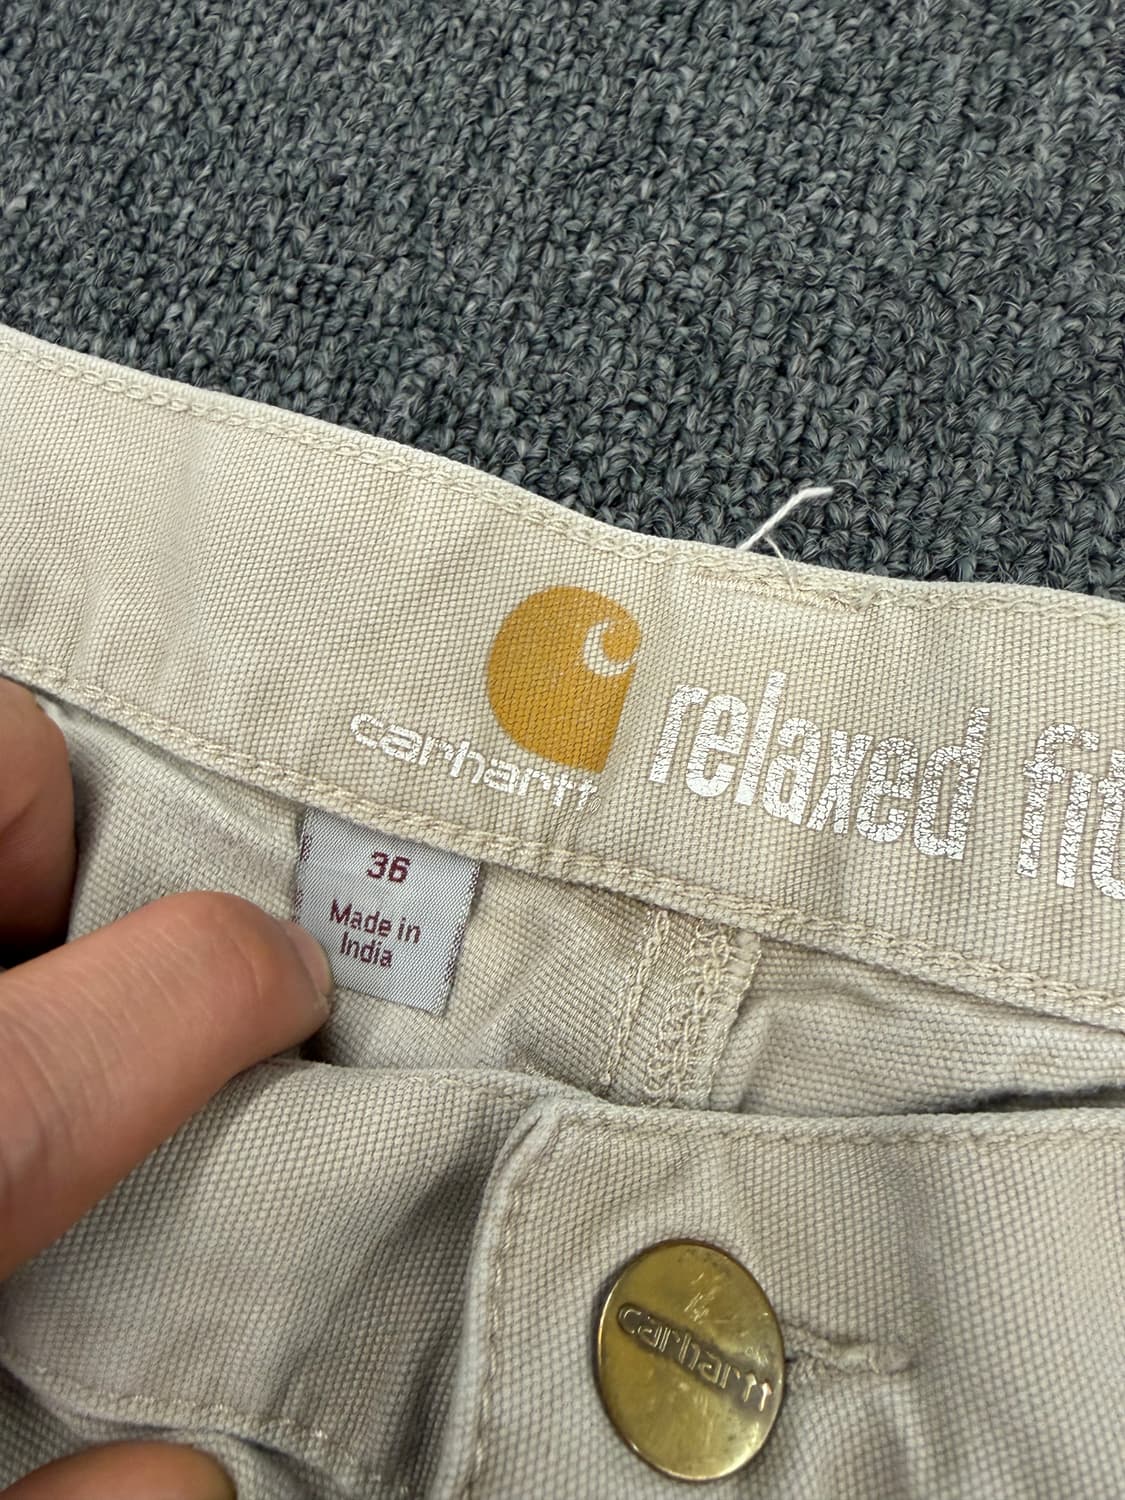 carhartt
relaxed fit
36
Made in
India
carhartt